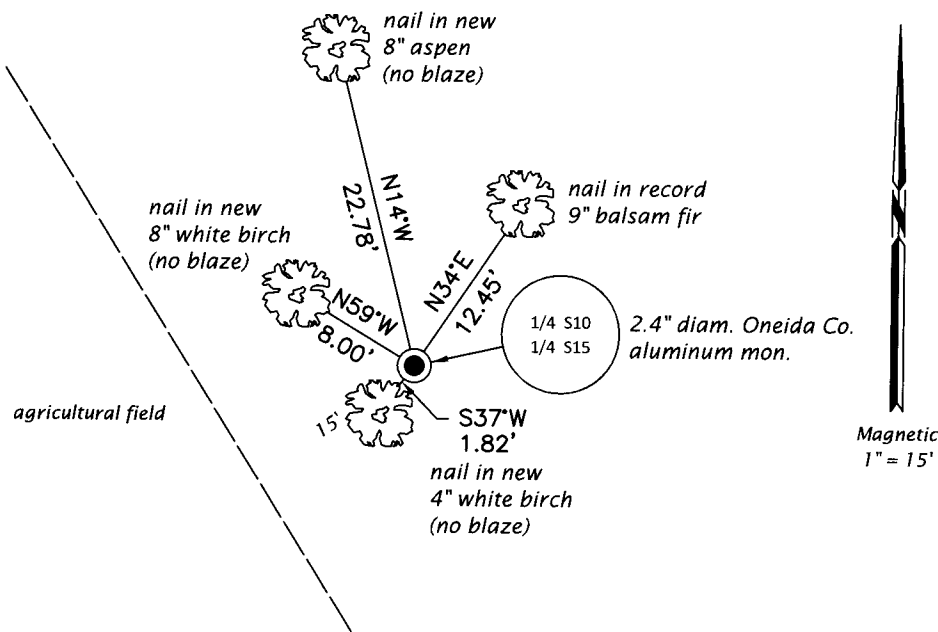 nail in new
8" aspen
(no blaze)
N14°W
22.78'
nail in record
9" balsam fir
nail in new
8" white birch
(no blaze)
N34°E
12.45'
N59°W
8.00'
1/4 S10
1/4 S15
2.4" diam. Oneida Co.
aluminum mon.
agricultural field
15'
S37°W
1.82'
nail in new
4" white birch
(no blaze)
N
Magnetic
1" = 15'